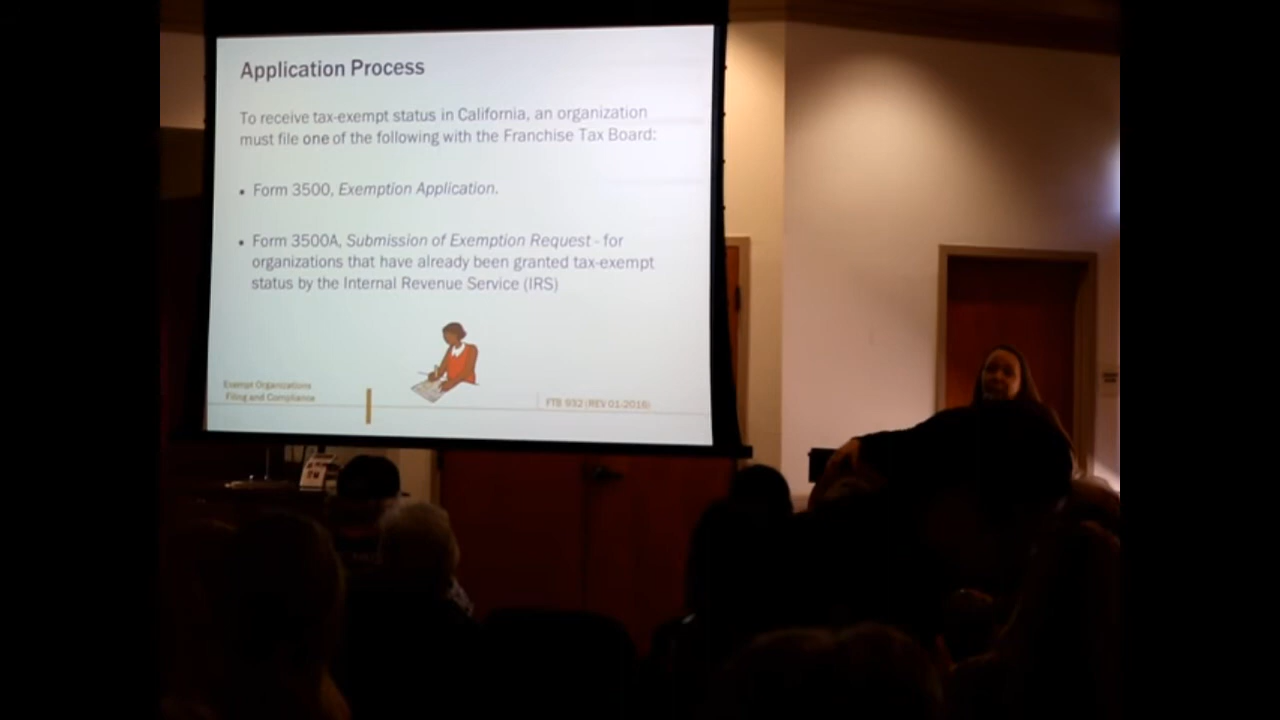 Application Process
To receive tax-exempt status in California, an organization
must file one of the following with the Franchise Tax Board:
• Form 3500, Exemption Application.
• Form 3500A, Submission of Exemption Request - for
organizations that have already been granted tax-exempt
status by the Internal Revenue Service (IRS)
Exempt Organizations
Filing and Compliance
FTB 932 (REV 01-2016)